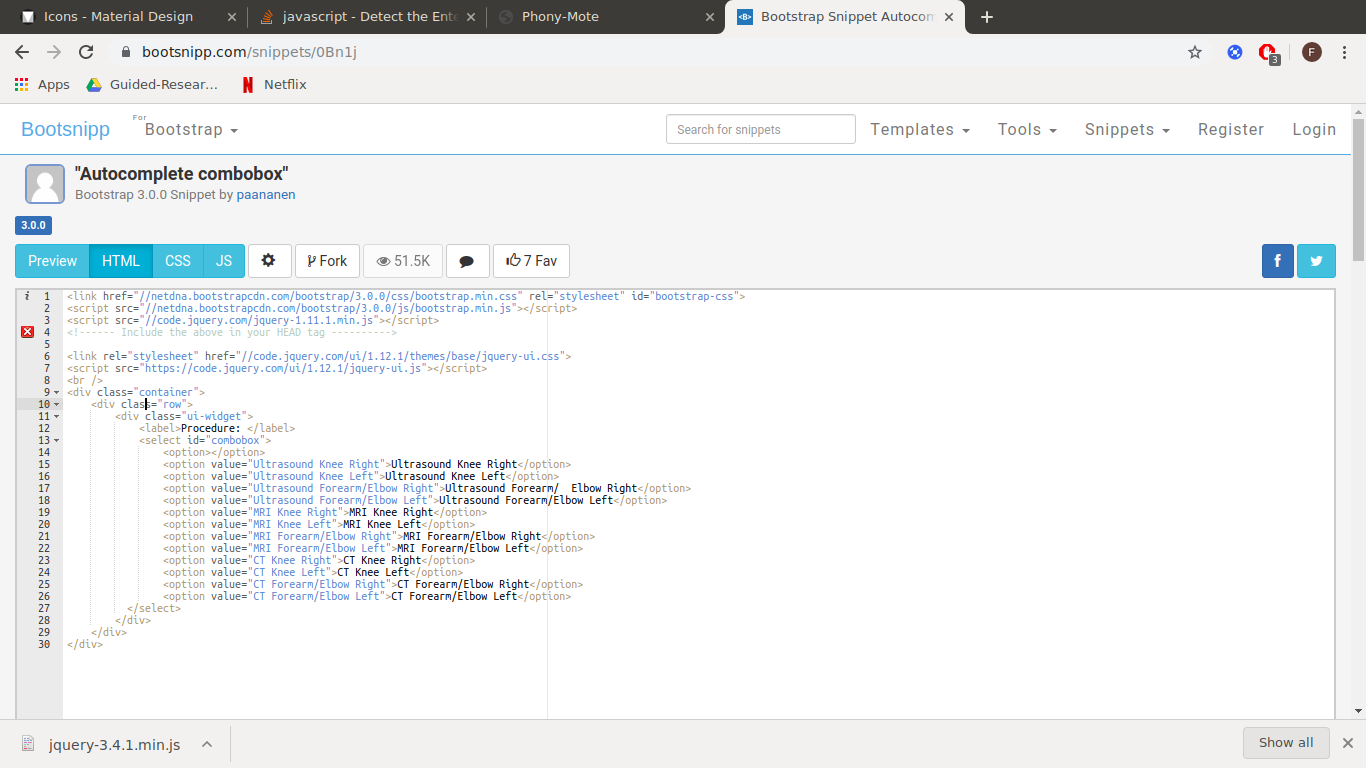 Icons - Material Design
javascript - Detect the Ente
Phony-Mote
Bootstrap Snippet Autocom
bootsnipp.com/snippets/0Bn1j
3
F
Apps
Guided-Resear...
Netflix
Bootsnipp
For
Bootstrap
Search for snippets
Templates
Tools
Snippets
Register
Login
"Autocomplete combobox"
Bootstrap 3.0.0 Snippet by paananen
3.0.0
Preview HTML CSS JS Fork 51.5K 7 Fav
i 1 <link href="//netdna.bootstrapcdn.com/bootstrap/3.0.0/css/bootstrap.min.css" rel="stylesheet" id="bootstrap-css">
2 <script src="//netdna.bootstrapcdn.com/bootstrap/3.0.0/js/bootstrap.min.js"></script>
3 <script src="//code.jquery.com/jquery-1.11.1.min.js"></script>
4 <!------ Include the above in your HEAD tag ---------->
5
6 <link rel="stylesheet" href="//code.jquery.com/ui/1.12.1/themes/base/jquery-ui.css">
7 <script src="https://code.jquery.com/ui/1.12.1/jquery-ui.js"></script>
8 <br />
9 <div class="container">
10 <div class="row">
11 <div class="ui-widget">
12 <label>Procedure: </label>
13 <select id="combobox">
14 <option></option>
15 <option value="Ultrasound Knee Right">Ultrasound Knee Right</option>
16 <option value="Ultrasound Knee Left">Ultrasound Knee Left</option>
17 <option value="Ultrasound Forearm/Elbow Right">Ultrasound Forearm/  Elbow Right</option>
18 <option value="Ultrasound Forearm/Elbow Left">Ultrasound Forearm/Elbow Left</option>
19 <option value="MRI Knee Right">MRI Knee Right</option>
20 <option value="MRI Knee Left">MRI Knee Left</option>
21 <option value="MRI Forearm/Elbow Right">MRI Forearm/Elbow Right</option>
22 <option value="MRI Forearm/Elbow Left">MRI Forearm/Elbow Left</option>
23 <option value="CT Knee Right">CT Knee Right</option>
24 <option value="CT Knee Left">CT Knee Left</option>
25 <option value="CT Forearm/Elbow Right">CT Forearm/Elbow Right</option>
26 <option value="CT Forearm/Elbow Left">CT Forearm/Elbow Left</option>
27 </select>
28 </div>
29 </div>
30 </div>
jquery-3.4.1.min.js
Show all